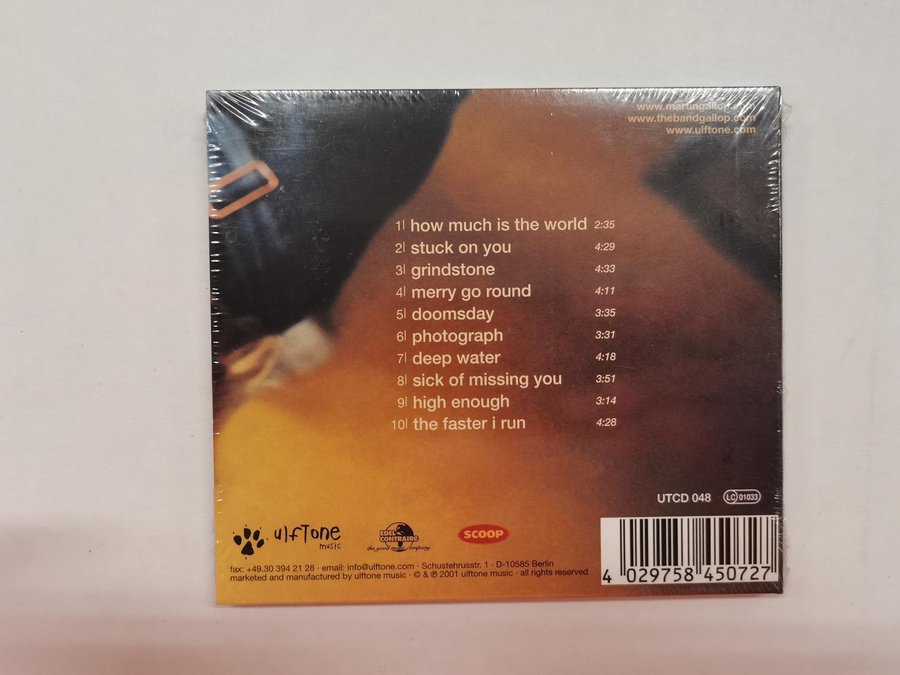 www.martingallop.com
www.thebandgallop.com
www.ulftone.com
1| how much is the world 2:35
2| stuck on you 4:29
3| grindstone 4:33
4| merry go round 4:11
5| doomsday 3:35
6| photograph 3:31
7| deep water 4:18
8| sick of missing you 3:51
9| high enough 3:14
10| the faster i run 4:28
UTCD 048 LC 01033
ulftone music
EDEL CONTRAIRE
the good music company
SCOOP
fax: +49.30 394 21 28 · email: info@ulftone.com · Schustehrusstr. 1 · D-10585 Berlin
marketed and manufactured by ulftone music · © & ℗ 2001 ulftone music · all rights reserved
4 029758 450727